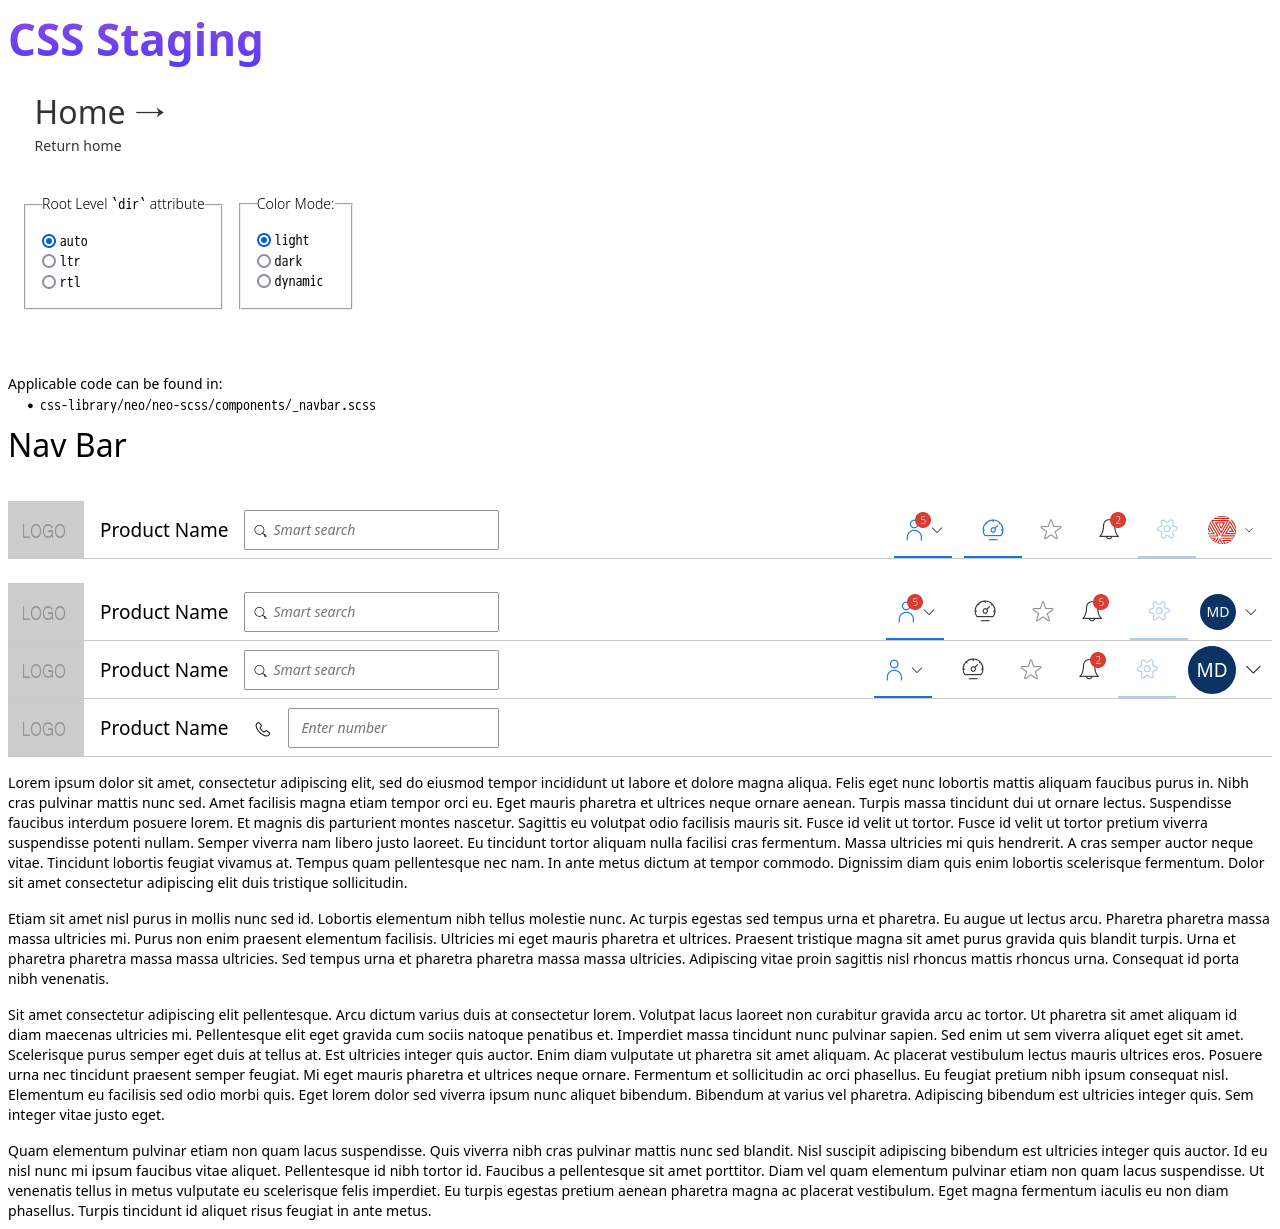 CSS Staging
Home →
Return home
Root Level `dir` attribute
auto
ltr
rtl
Color Mode:
light
dark
dynamic
Applicable code can be found in:
• css-library/neo/neo-scss/components/_navbar.scss
Nav Bar
LOGO Product Name Smart search 5 2
LOGO Product Name Smart search 5 5 MD
LOGO Product Name Smart search 2 MD
LOGO Product Name Enter number
Lorem ipsum dolor sit amet, consectetur adipiscing elit, sed do eiusmod tempor incididunt ut labore et dolore magna aliqua. Felis eget nunc lobortis mattis aliquam faucibus purus in. Nibh
cras pulvinar mattis nunc sed. Amet facilisis magna etiam tempor orci eu. Eget mauris pharetra et ultrices neque ornare aenean. Turpis massa tincidunt dui ut ornare lectus. Suspendisse
faucibus interdum posuere lorem. Et magnis dis parturient montes nascetur. Sagittis eu volutpat odio facilisis mauris sit. Fusce id velit ut tortor. Fusce id velit ut tortor pretium viverra
suspendisse potenti nullam. Semper viverra nam libero justo laoreet. Eu tincidunt tortor aliquam nulla facilisi cras fermentum. Massa ultricies mi quis hendrerit. A cras semper auctor neque
vitae. Tincidunt lobortis feugiat vivamus at. Tempus quam pellentesque nec nam. In ante metus dictum at tempor commodo. Dignissim diam quis enim lobortis scelerisque fermentum. Dolor
sit amet consectetur adipiscing elit duis tristique sollicitudin.
Etiam sit amet nisl purus in mollis nunc sed id. Lobortis elementum nibh tellus molestie nunc. Ac turpis egestas sed tempus urna et pharetra. Eu augue ut lectus arcu. Pharetra pharetra massa
massa ultricies mi. Purus non enim praesent elementum facilisis. Ultricies mi eget mauris pharetra et ultrices. Praesent tristique magna sit amet purus gravida quis blandit turpis. Urna et
pharetra pharetra massa massa ultricies. Sed tempus urna et pharetra pharetra massa massa ultricies. Adipiscing vitae proin sagittis nisl rhoncus mattis rhoncus urna. Consequat id porta
nibh venenatis.
Sit amet consectetur adipiscing elit pellentesque. Arcu dictum varius duis at consectetur lorem. Volutpat lacus laoreet non curabitur gravida arcu ac tortor. Ut pharetra sit amet aliquam id
diam maecenas ultricies mi. Pellentesque elit eget gravida cum sociis natoque penatibus et. Imperdiet massa tincidunt nunc pulvinar sapien. Sed enim ut sem viverra aliquet eget sit amet.
Scelerisque purus semper eget duis at tellus at. Est ultricies integer quis auctor. Enim diam vulputate ut pharetra sit amet aliquam. Ac placerat vestibulum lectus mauris ultrices eros. Posuere
urna nec tincidunt praesent semper feugiat. Mi eget mauris pharetra et ultrices neque ornare. Fermentum et sollicitudin ac orci phasellus. Eu feugiat pretium nibh ipsum consequat nisl.
Elementum eu facilisis sed odio morbi quis. Eget lorem dolor sed viverra ipsum nunc aliquet bibendum. Bibendum at varius vel pharetra. Adipiscing bibendum est ultricies integer quis. Sem
integer vitae justo eget.
Quam elementum pulvinar etiam non quam lacus suspendisse. Quis viverra nibh cras pulvinar mattis nunc sed blandit. Nisl suscipit adipiscing bibendum est ultricies integer quis auctor. Id eu
nisl nunc mi ipsum faucibus vitae aliquet. Pellentesque id nibh tortor id. Faucibus a pellentesque sit amet porttitor. Diam vel quam elementum pulvinar etiam non quam lacus suspendisse. Ut
venenatis tellus in metus vulputate eu scelerisque felis imperdiet. Eu turpis egestas pretium aenean pharetra magna ac placerat vestibulum. Eget magna fermentum iaculis eu non diam
phasellus. Turpis tincidunt id aliquet risus feugiat in ante metus.